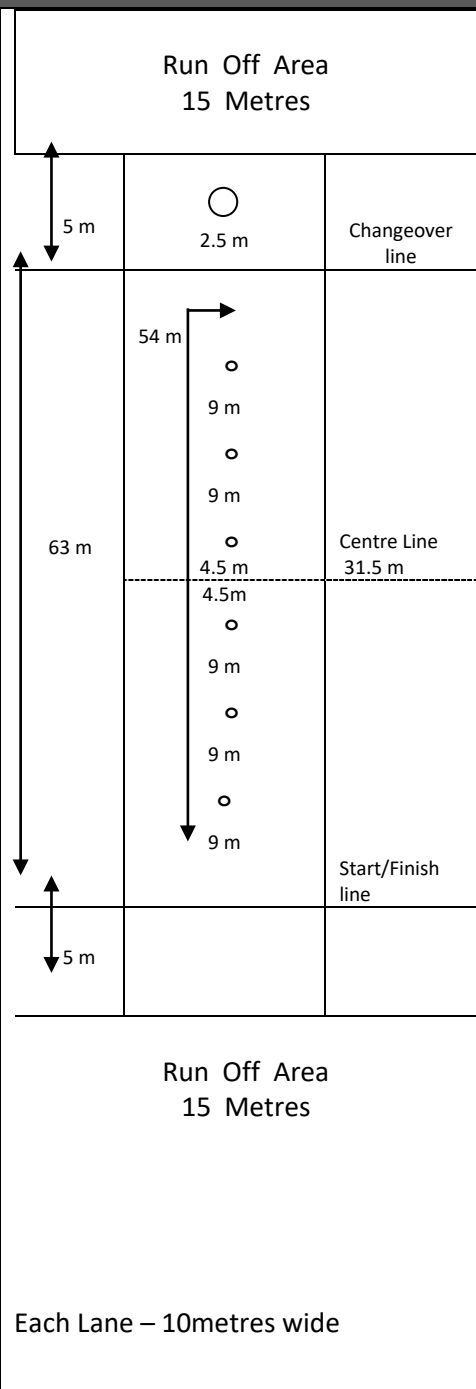 Run Off Area
15 Metres
5 m
2.5 m
Changeover
line
54 m
9 m
9 m
63 m
Centre Line
4.5 m
31.5 m
4.5m
9 m
9 m
9 m
Start/Finish
line
5 m
Run Off Area
15 Metres
Each Lane – 10metres wide